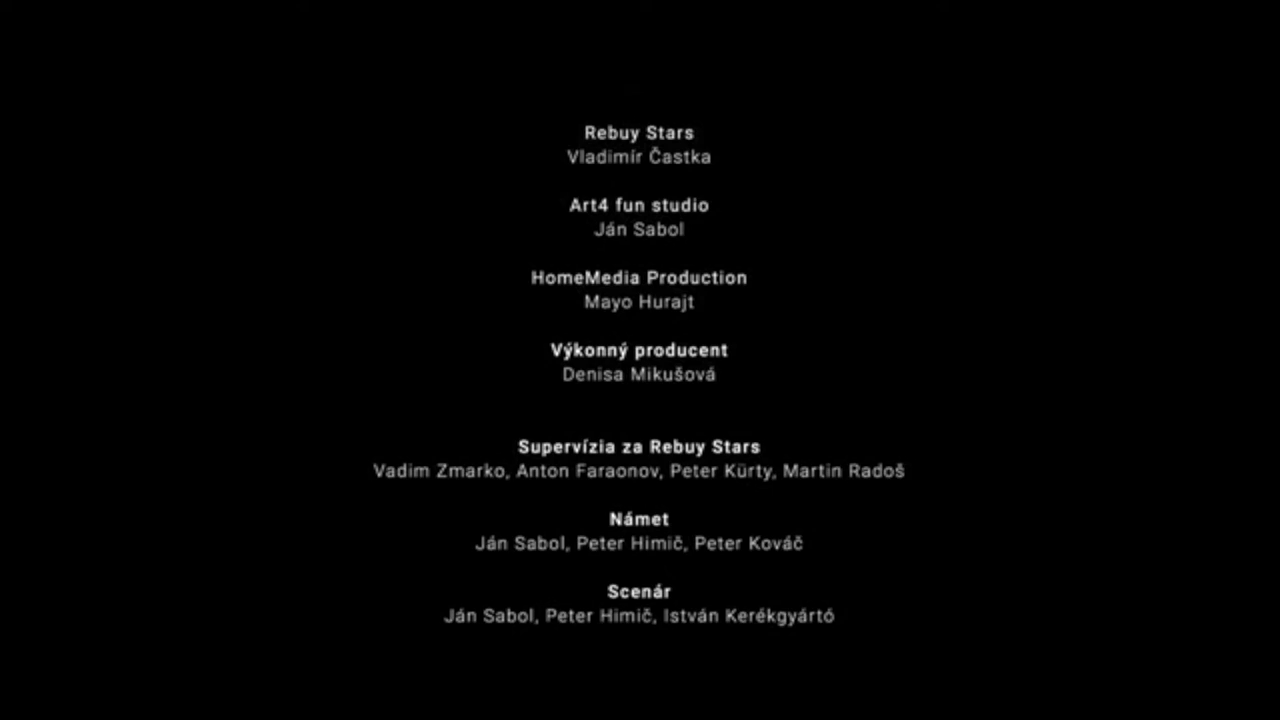 Rebuy Stars
Vladimír Častka
Art4 fun studio
Ján Sabol
HomeMedia Production
Mayo Hurajt
Výkonný producent
Denisa Mikušová
Supervízia za Rebuy Stars
Vadim Zmarko, Anton Faraonov, Peter Kürty, Martin Radoš
Námet
Ján Sabol, Peter Himič, Peter Kováč
Scenár
Ján Sabol, Peter Himič, István Kerékgyártó